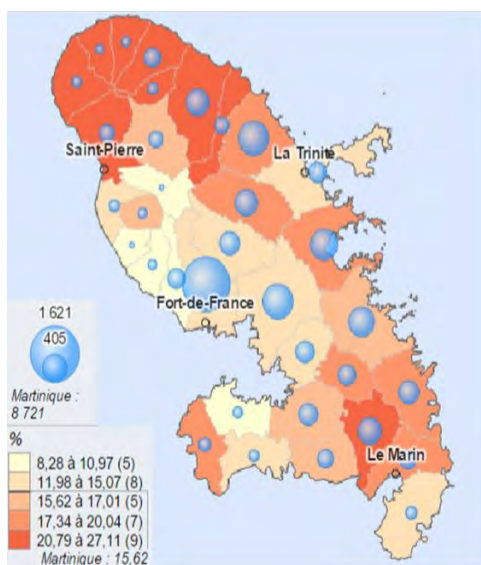 Saint-Pierre
La Trinité
Fort-de-France
1 621
405
Martinique :
8 721
Le Marin
%
8,28 à 10,97 (5)
11,98 à 15,07 (8)
15,62 à 17,01 (5)
17,34 à 20,04 (7)
20,79 à 27,11 (9)
Martinique : 15,62